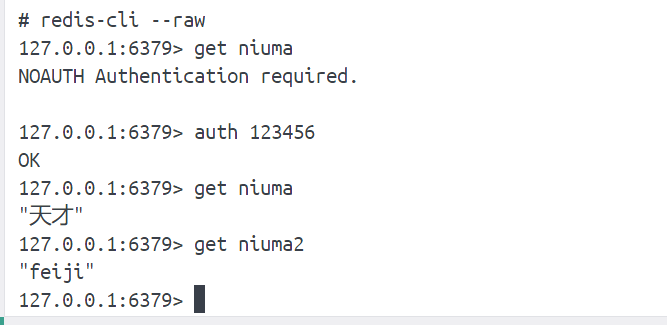 # redis-cli --raw
127.0.0.1:6379> get niuma
NOAUTH Authentication required.
127.0.0.1:6379> auth 123456
OK
127.0.0.1:6379> get niuma
"天才"
127.0.0.1:6379> get niuma2
"feiji"
127.0.0.1:6379>